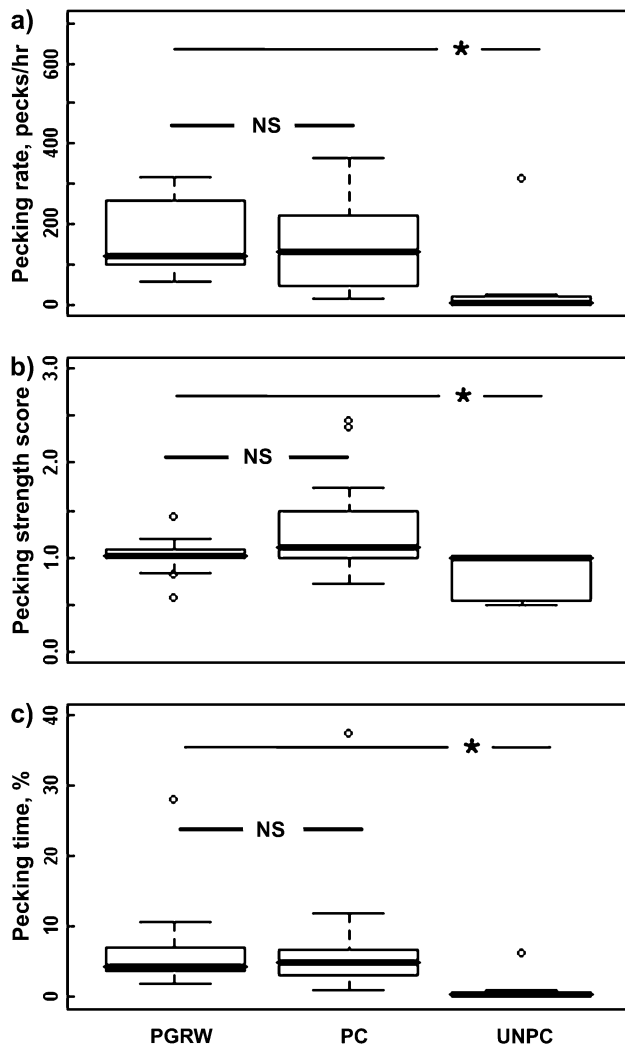 a)
Pecking rate, pecks/hr
600
400
200
0
*
NS
b)
Pecking strength score
3.0
2.0
1.0
0.0
*
NS
c)
Pecking time, %
40
30
20
10
0
*
NS
PGRW PC UNPC